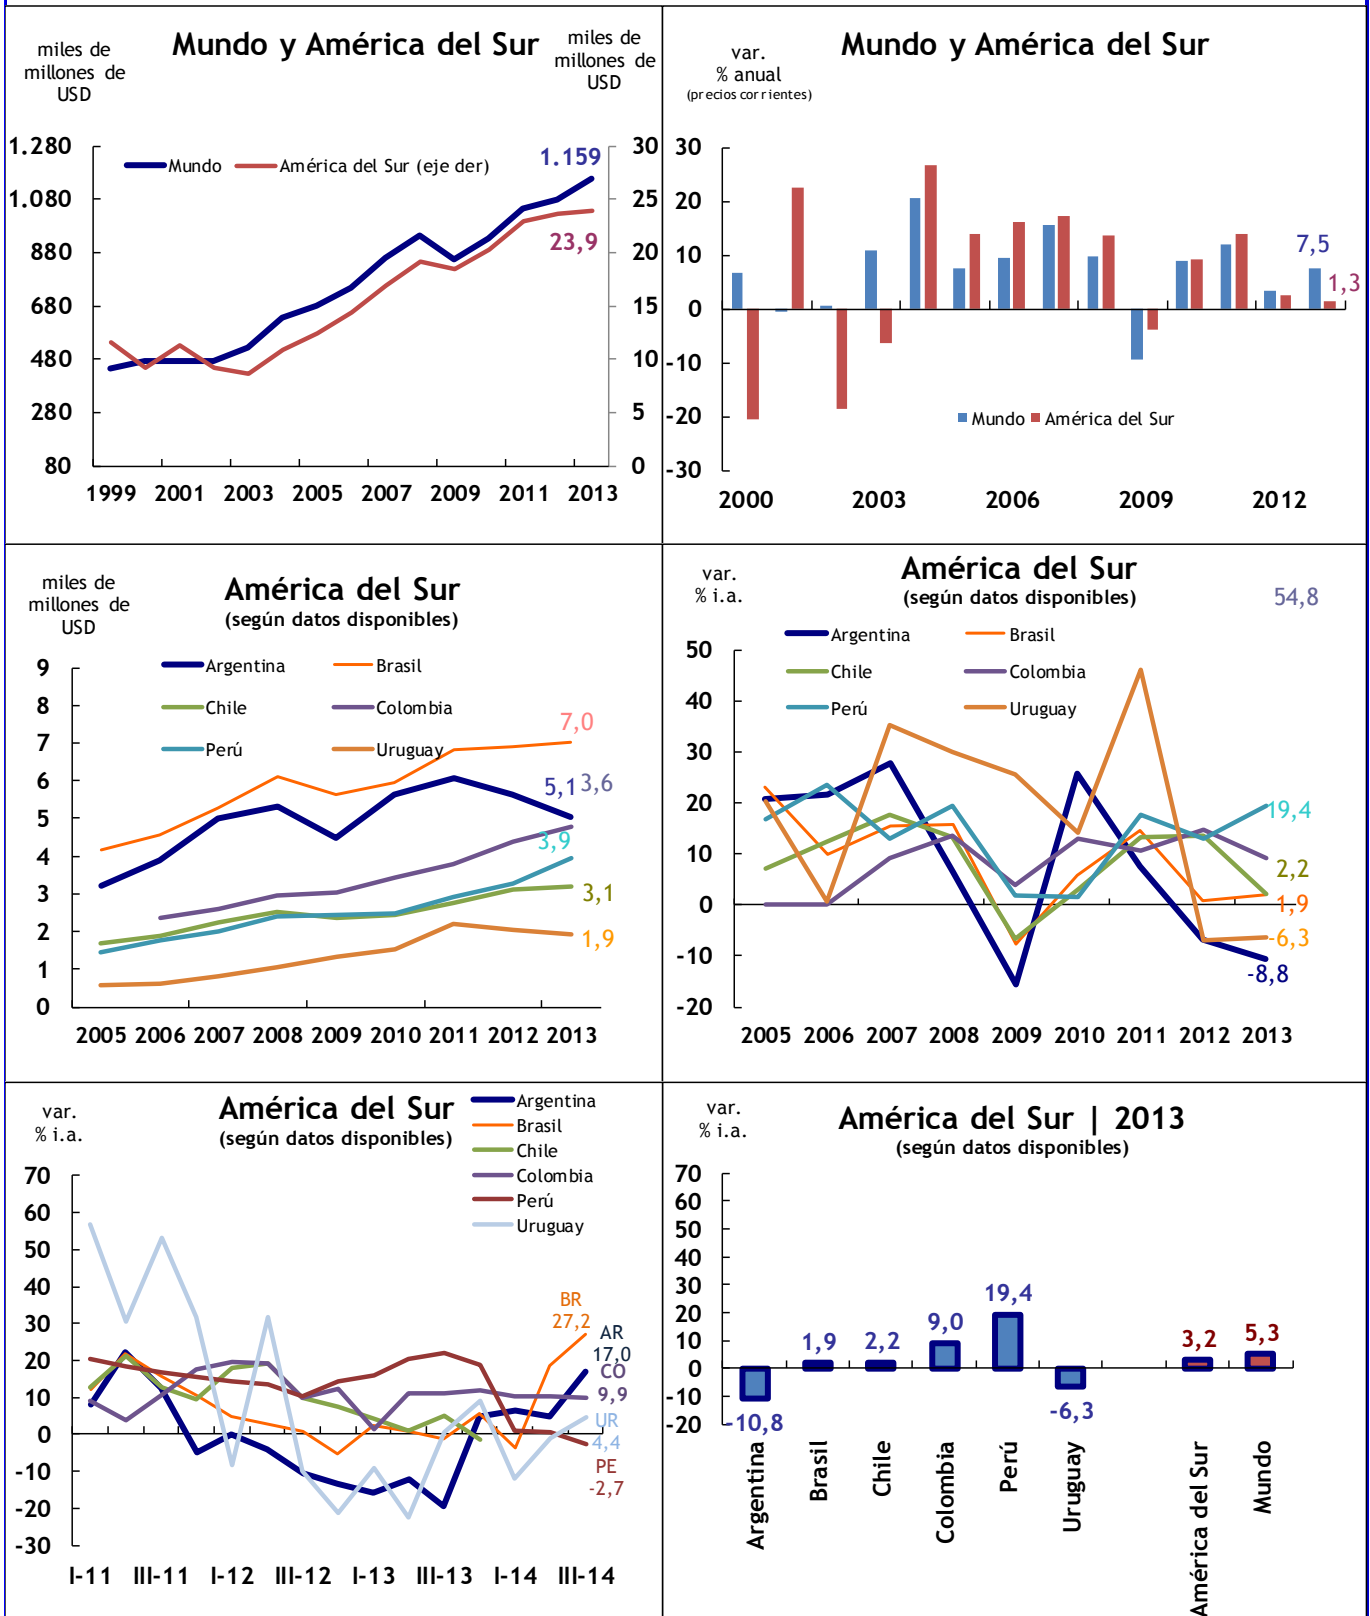 miles de
millones de
USD
Mundo y América del Sur
miles de
millones de
USD
1.280
1.080
880
680
480
280
80
Mundo
América del Sur (eje der)
1.159
23,9
30
25
20
15
10
5
0
1999 2001 2003 2005 2007 2009 2011 2013
var.
% anual
(precios corrientes)
Mundo y América del Sur
30
20
10
0
-10
-20
-30
7,5
1,3
Mundo América del Sur
2000 2003 2006 2009 2012
miles de
millones de
USD
América del Sur
(según datos disponibles)
9
8
7
6
5
4
3
2
1
0
Argentina Brasil
Chile Colombia
Perú Uruguay
7,0
5,1 3,6
3,9
3,1
1,9
2005 2006 2007 2008 2009 2010 2011 2012 2013
var.
% i.a.
América del Sur
(según datos disponibles)
54,8
50
40
30
20
10
0
-10
-20
Argentina Brasil
Chile Colombia
Perú Uruguay
19,4
2,2
1,9
-6,3
-8,8
2005 2006 2007 2008 2009 2010 2011 2012 2013
var.
% i.a.
América del Sur
(según datos disponibles)
Argentina
Brasil
Chile
Colombia
Perú
Uruguay
70
60
50
40
30
20
10
0
-10
-20
-30
BR
27,2
AR
17,0
CO
9,9
UR
4,4
PE
-2,7
I-11 III-11 I-12 III-12 I-13 III-13 I-14 III-14
var.
% i.a.
América del Sur | 2013
(según datos disponibles)
70
60
50
40
30
20
10
0
-10
-20
-10,8
1,9
2,2
9,0
19,4
-6,3
3,2
5,3
Argentina
Brasil
Chile
Colombia
Perú
Uruguay
América del Sur
Mundo